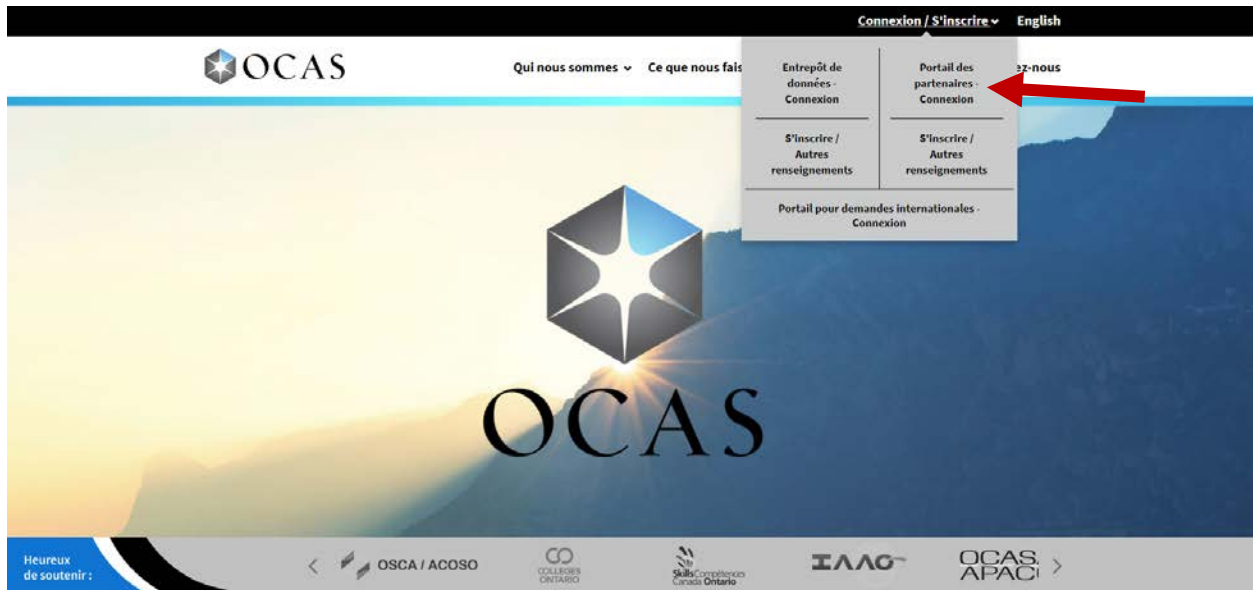 Connexion / S'inscrire English
OCAS
Qui nous sommes Ce que nous fais ez-nous
Entrepôt de
données -
Connexion
Portail des
partenaires -
Connexion
S'inscrire /
Autres
renseignements
S'inscrire /
Autres
renseignements
Portail pour demandes internationales -
Connexion
OCAS
Heureux
de soutenir :
OSCA / ACOSO
COLLEGES
ONTARIO
Skills Compétences
Canada Ontario
OCAS